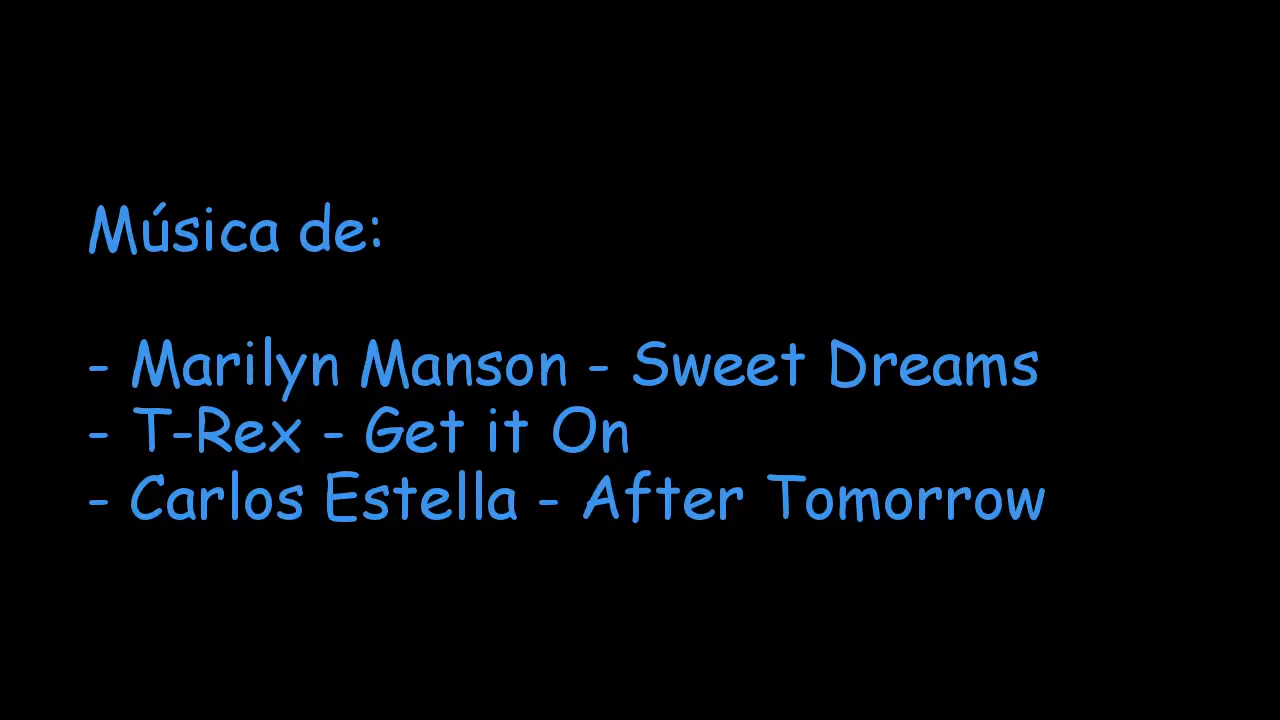 Música de:
- Marilyn Manson - Sweet Dreams
- T-Rex - Get it On
- Carlos Estella - After Tomorrow